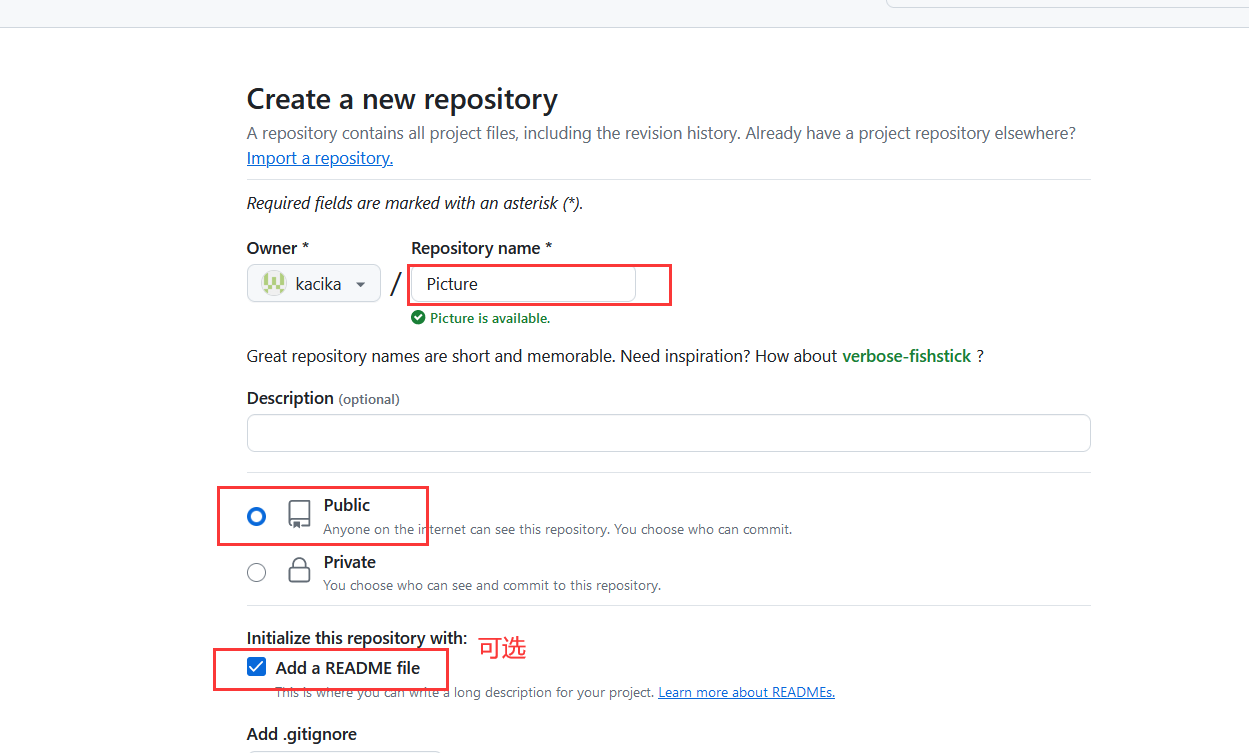 Create a new repository
A repository contains all project files, including the revision history. Already have a project repository elsewhere?
Import a repository.
Required fields are marked with an asterisk (*).
Owner * Repository name *
kacika / Picture
Picture is available.
Great repository names are short and memorable. Need inspiration? How about verbose-fishstick ?
Description (optional)
Public
Anyone on the internet can see this repository. You choose who can commit.
Private
You choose who can see and commit to this repository.
Initialize this repository with: 可选
Add a README file
This is where you can write a long description for your project. Learn more about READMEs.
Add .gitignore